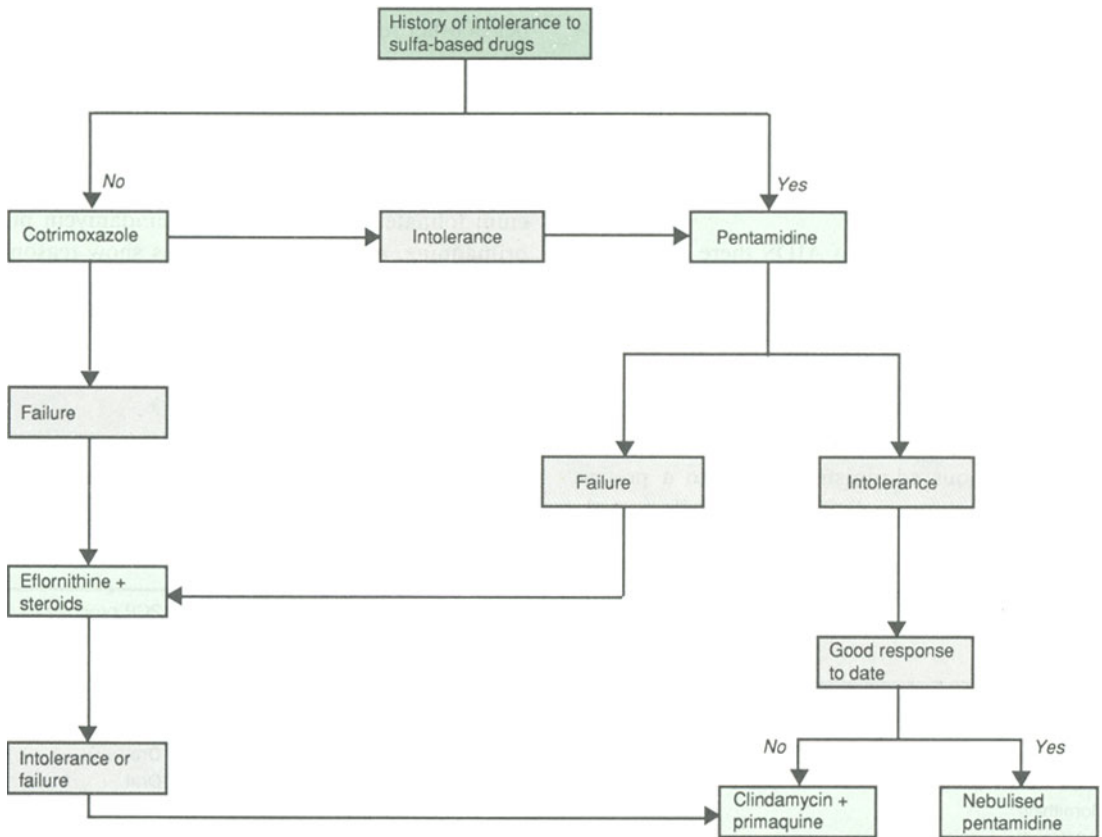 History of intolerance to
sulfa-based drugs
No
Yes
Cotrimoxazole
Intolerance
Pentamidine
Failure
Failure
Intolerance
Eflornithine +
steroids
Good response
to date
No
Yes
Intolerance or
failure
Clindamycin +
primaquine
Nebulised
pentamidine